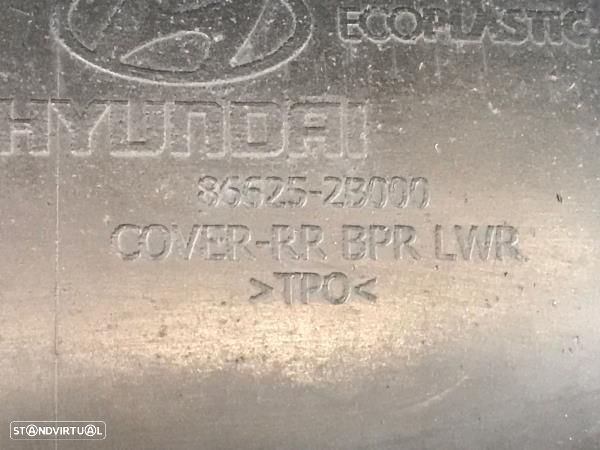 ECOPLASTIC
HYUNDAI
86625-2B000
COVER-RR BPR LWR
>TPO<
STANDVIRTUAL